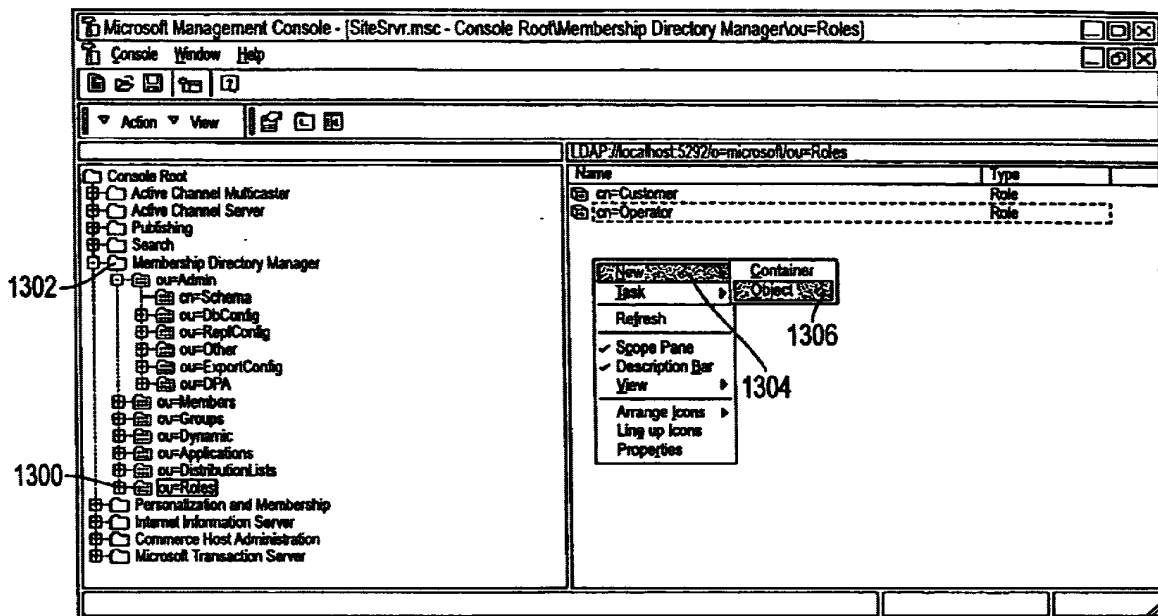 Microsoft Management Console - [SiteSrvr.msc - Console Root\Membership Directory Manager\ou=Roles]
Console Window Help
Action View
LDAP://localhost:5292/o=microsoft/ou=Roles
Console Root
Active Channel Multicaster
Active Channel Server
Publishing
Search
Membership Directory Manager
ou=Admin
cn=Schema
ou=DbConfig
ou=ReplConfig
ou=Other
ou=ExportConfig
ou=DPA
ou=Members
ou=Groups
ou=Dynamic
ou=Applications
ou=DistributionLists
ou=Roles
Personalization and Membership
Internet Information Server
Commerce Host Administration
Microsoft Transaction Server
Name Type
cn=Customer Role
cn=Operator Role
New
Task
Refresh
Scope Pane
Description Bar
View
Arrange Icons
Line up Icons
Properties
Container
Object
1302
1300
1304
1306